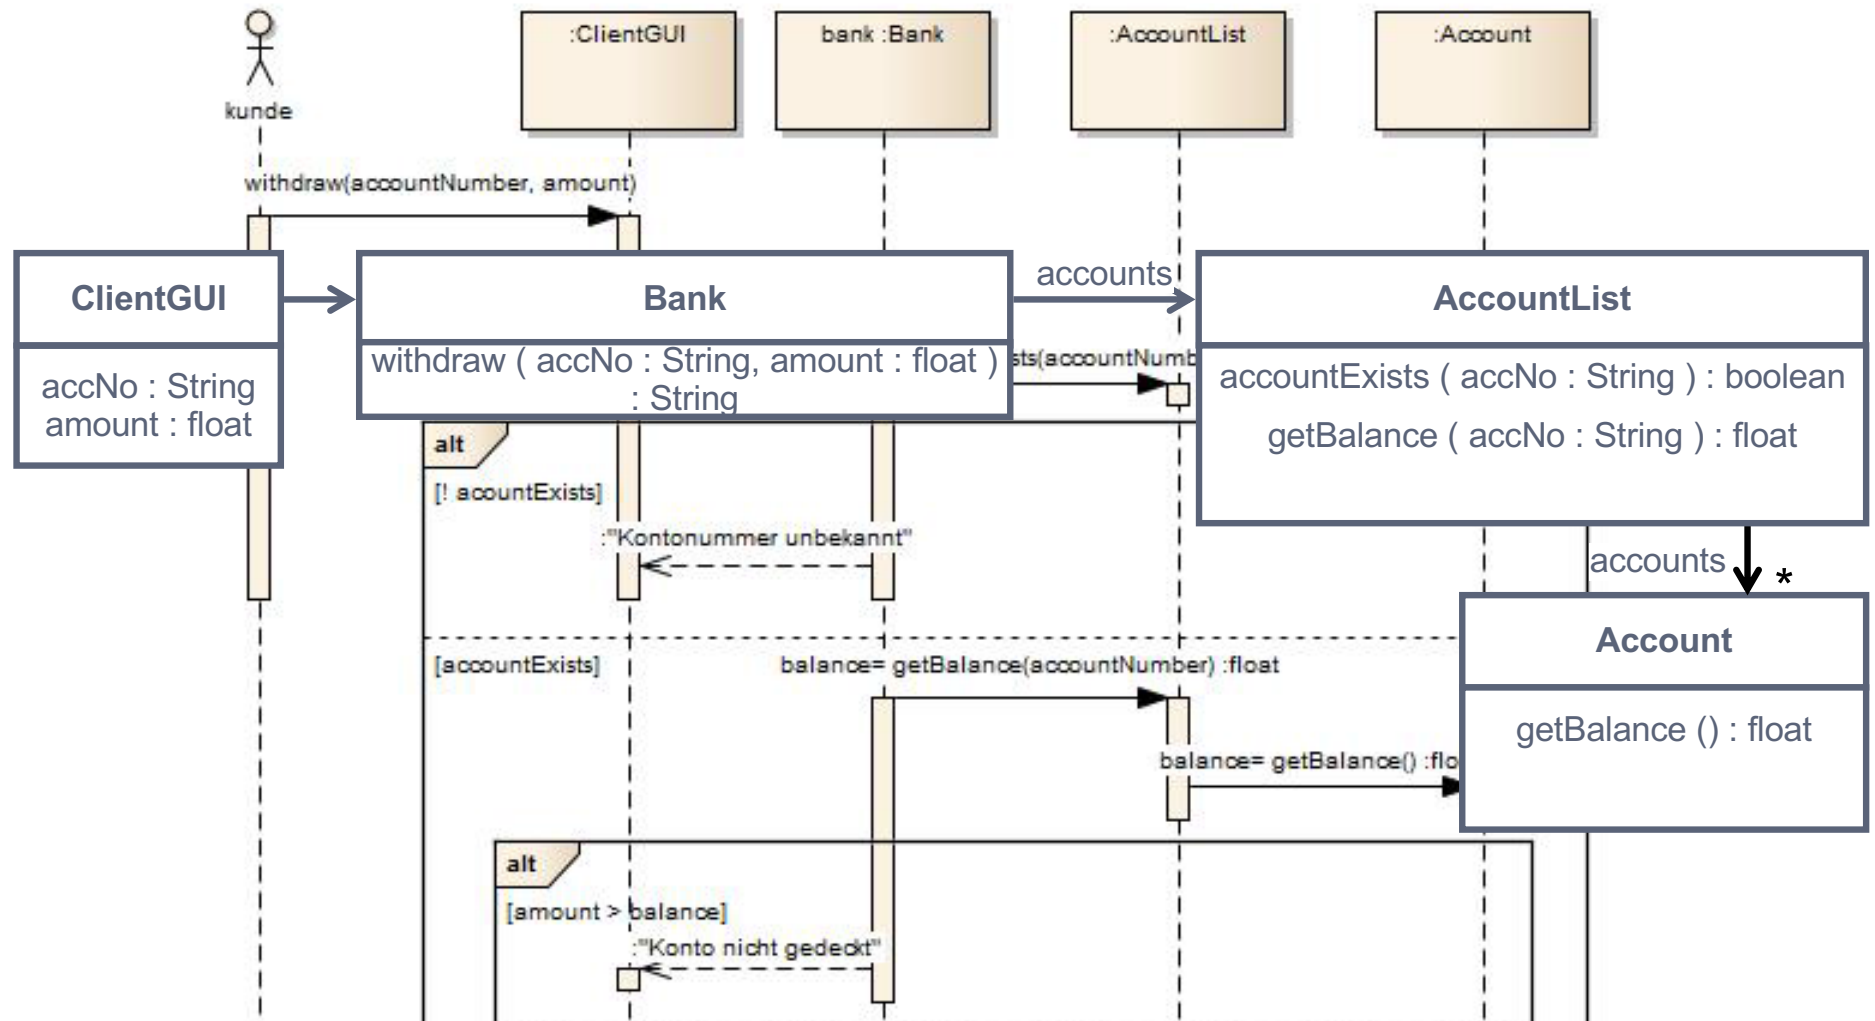 :ClientGUI
bank :Bank
:AccountList
:Account
kunde
withdraw(accountNumber, amount)
ClientGUI
accNo : String
amount : float
Bank
withdraw ( accNo : String, amount : float )
: String
accounts
AccountList
accountExists ( accNo : String ) : boolean
getBalance ( accNo : String ) : float
sts(accountNumb
alt
[! acountExists]
:"Kontonummer unbekannt"
accounts
*
Account
getBalance () : float
[accountExists]
balance= getBalance(accountNumber) :float
balance= getBalance() :flo
alt
[amount > balance]
:"Konto nicht gedeckt"